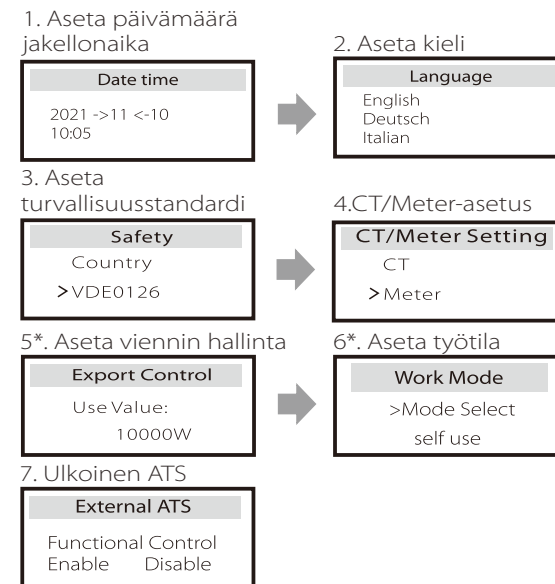 1. Aseta päivämäärä
jakellonaika
Date time
2021 ->11 <-10
10:05
2. Aseta kieli
Language
English
Deutsch
Italian
3. Aseta
turvallisuusstandardi
Safety
Country
>VDE0126
4.CT/Meter-asetus
CT/Meter Setting
CT
>Meter
5*. Aseta viennin hallinta
Export Control
Use Value:
10000W
6*. Aseta työtila
Work Mode
>Mode Select
self use
7. Ulkoinen ATS
External ATS
Functional Control
Enable Disable